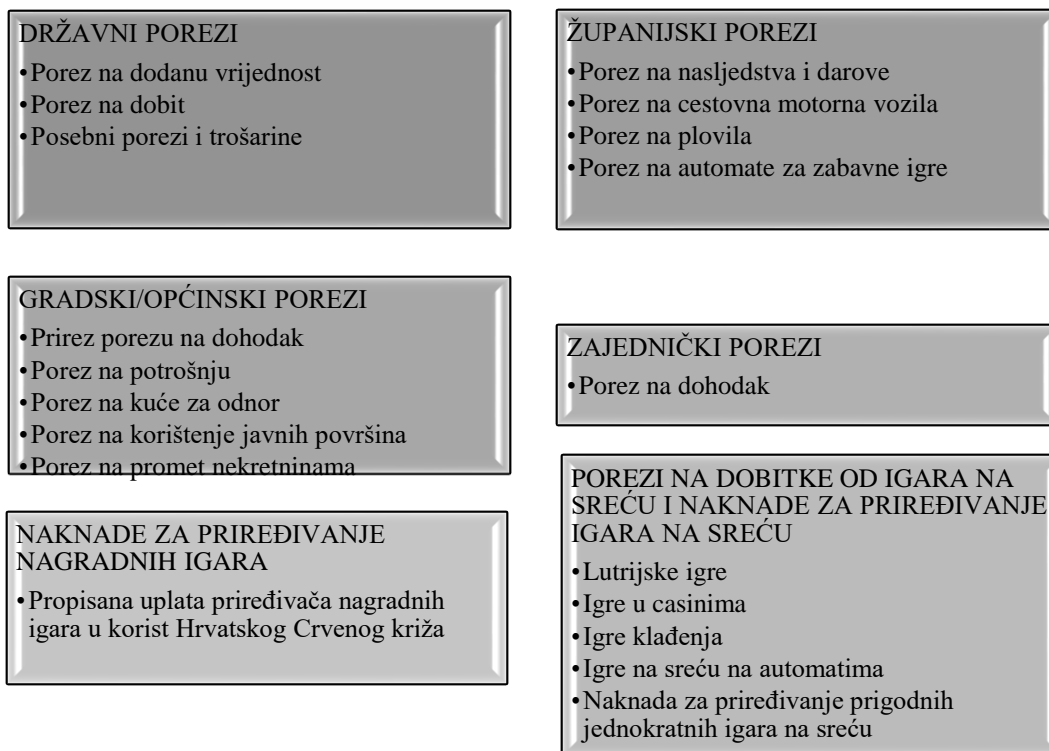 DRŽAVNI POREZI
•Porez na dodanu vrijednost
•Porez na dobit
•Posebni porezi i trošarine
ŽUPANIJSKI POREZI
•Porez na nasljedstva i darove
•Porez na cestovna motorna vozila
•Porez na plovila
•Porez na automate za zabavne igre
GRADSKI/OPĆINSKI POREZI
•Prirez porezu na dohodak
•Porez na potrošnju
•Porez na kuće za odnor
•Porez na korištenje javnih površina
•Porez na promet nekretninama
ZAJEDNIČKI POREZI
•Porez na dohodak
NAKNADE ZA PRIREĐIVANJE
NAGRADNIH IGARA
•Propisana uplata priređivača nagradnih
igara u korist Hrvatskog Crvenog križa
POREZI NA DOBITKE OD IGARA NA
SREĆU I NAKNADE ZA PRIREĐIVANJE
IGARA NA SREĆU
•Lutrijske igre
•Igre u casinima
•Igre klađenja
•Igre na sreću na automatima
•Naknada za priređivanje prigodnih
jednokratnih igara na sreću